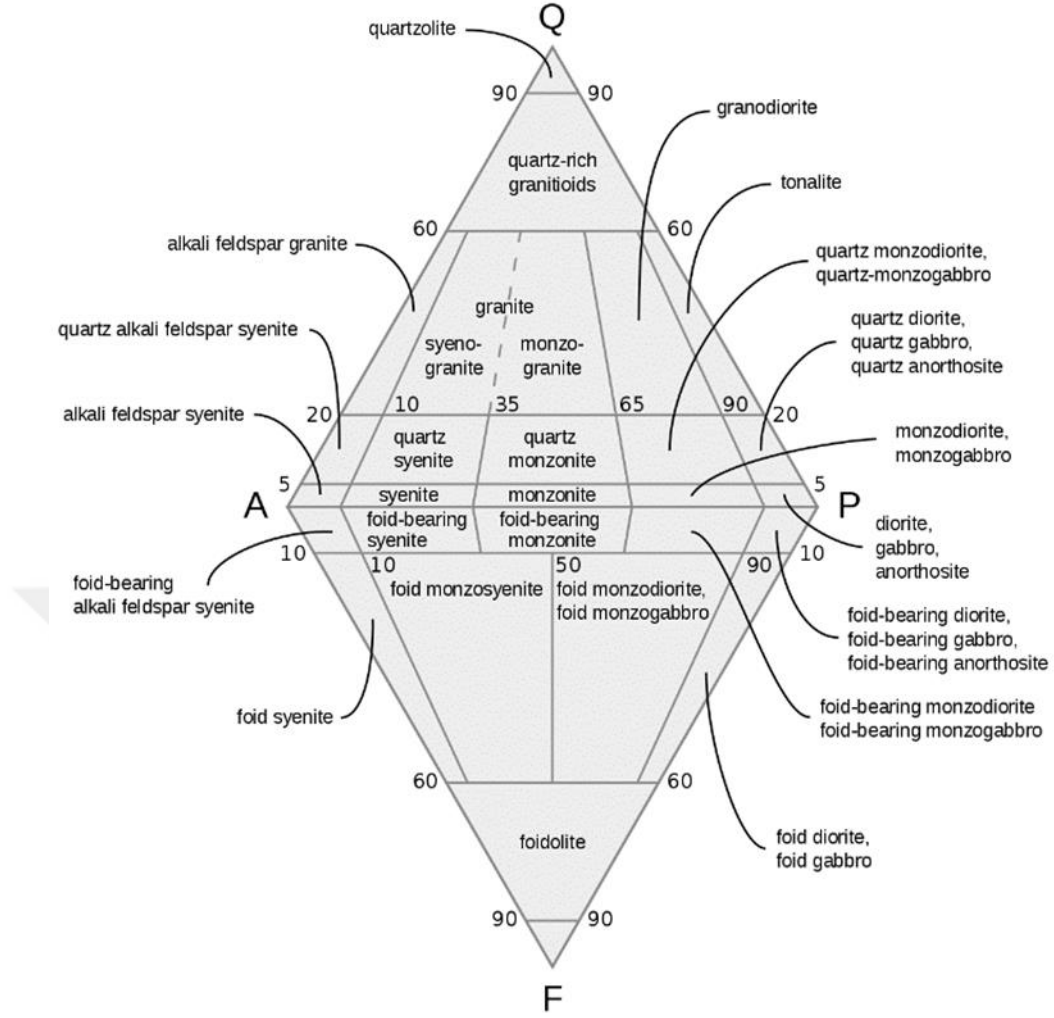 Q
quartzolite
90 90
granodiorite
quartz-rich
granitioids
tonalite
60 60
alkali feldspar granite
quartz monzodiorite,
quartz-monzogabbro
granite
quartz alkali feldspar syenite
quartz diorite,
quartz gabbro,
quartz anorthosite
syeno-
granite
monzo-
granite
alkali feldspar syenite
20 10 35 65 90 20
quartz
syenite
quartz
monzonite
monzodiorite,
monzogabbro
5 5
syenite
monzonite
A P
foid-bearing
syenite
foid-bearing
monzonite
diorite,
gabbro,
anorthosite
10 10 50 90 10
foid-bearing
alkali feldspar syenite
foid monzosyenite
foid monzodiorite,
foid monzogabbro
foid-bearing diorite,
foid-bearing gabbro,
foid-bearing anorthosite
foid syenite
foid-bearing monzodiorite
foid-bearing monzogabbro
60 60
foidolite
foid diorite,
foid gabbro
90 90
F